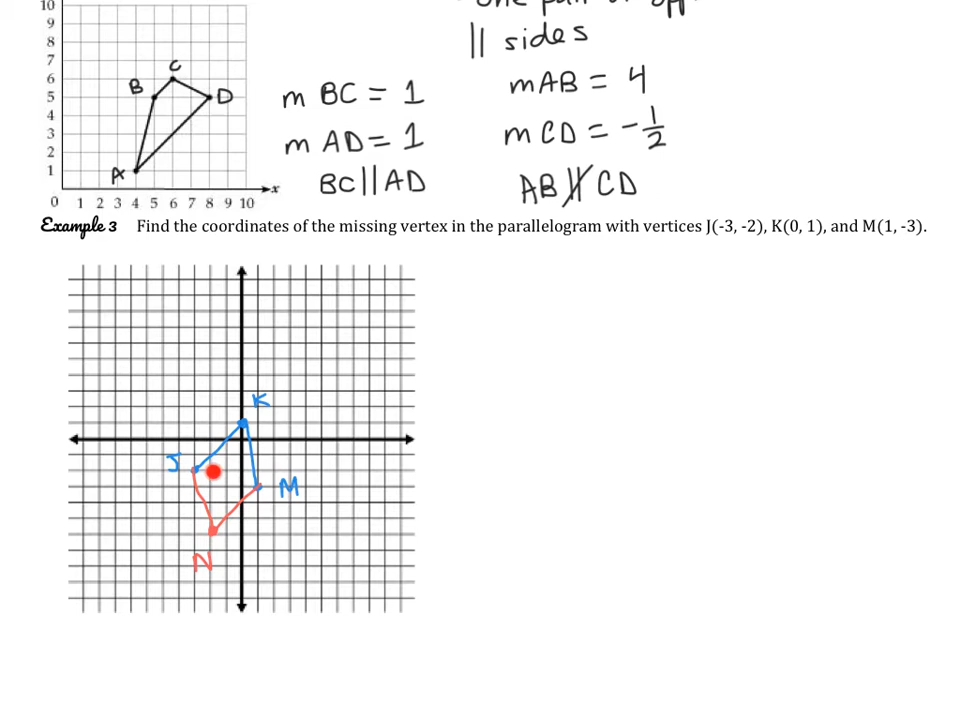 || sides
10
9
8
7
6
5
4
3
2
1
0 1 2 3 4 5 6 7 8 9 10 x
A B C D
m BC = 1
m AD = 1
BC || AD
mAB = 4
mCD = -1/2
AB ∦ CD
Example 3 Find the coordinates of the missing vertex in the parallelogram with vertices J(-3, -2), K(0, 1), and M(1, -3).
K
J
M
N